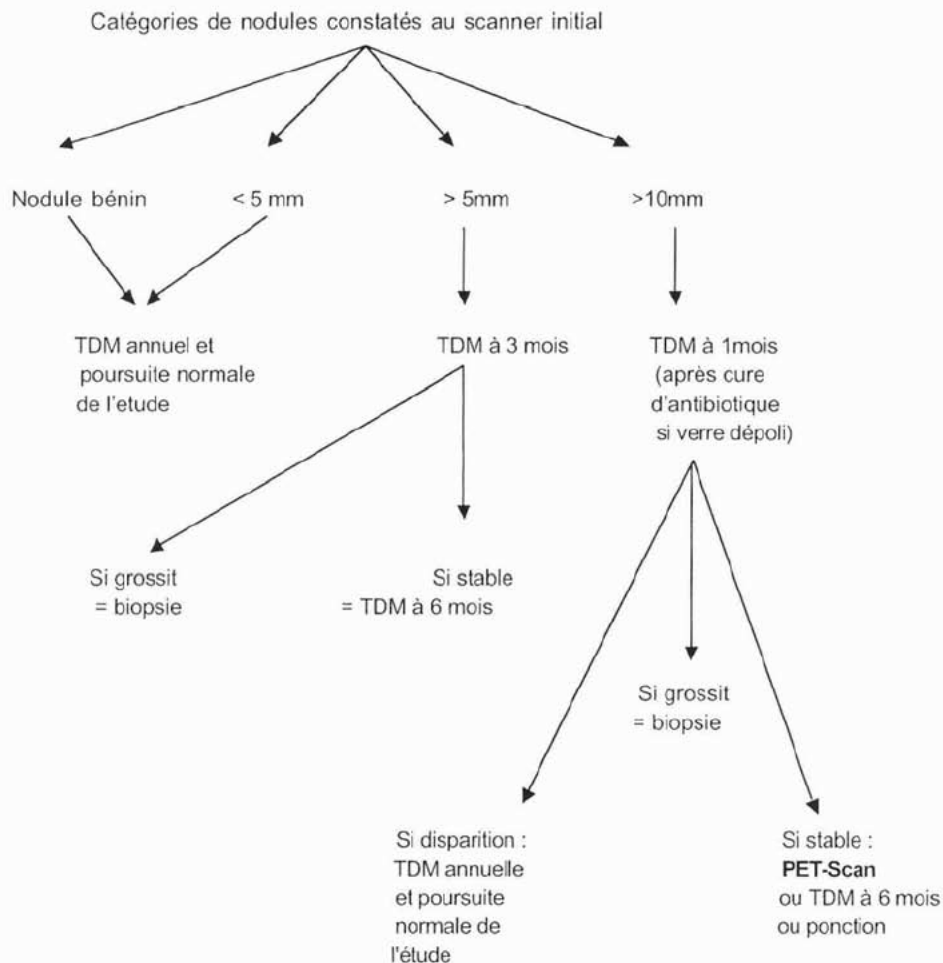 Catégories de nodules constatés au scanner initial
Nodule bénin
< 5 mm
> 5mm
>10mm
TDM annuel et
poursuite normale
de l'etude
TDM à 3 mois
TDM à 1mois
(après cure
d'antibiotique
si verre dépoli)
Si grossit
= biopsie
Si stable
= TDM à 6 mois
Si grossit
= biopsie
Si disparition :
TDM annuelle
et poursuite
normale de
l'étude
Si stable :
PET-Scan
ou TDM à 6 mois
ou ponction